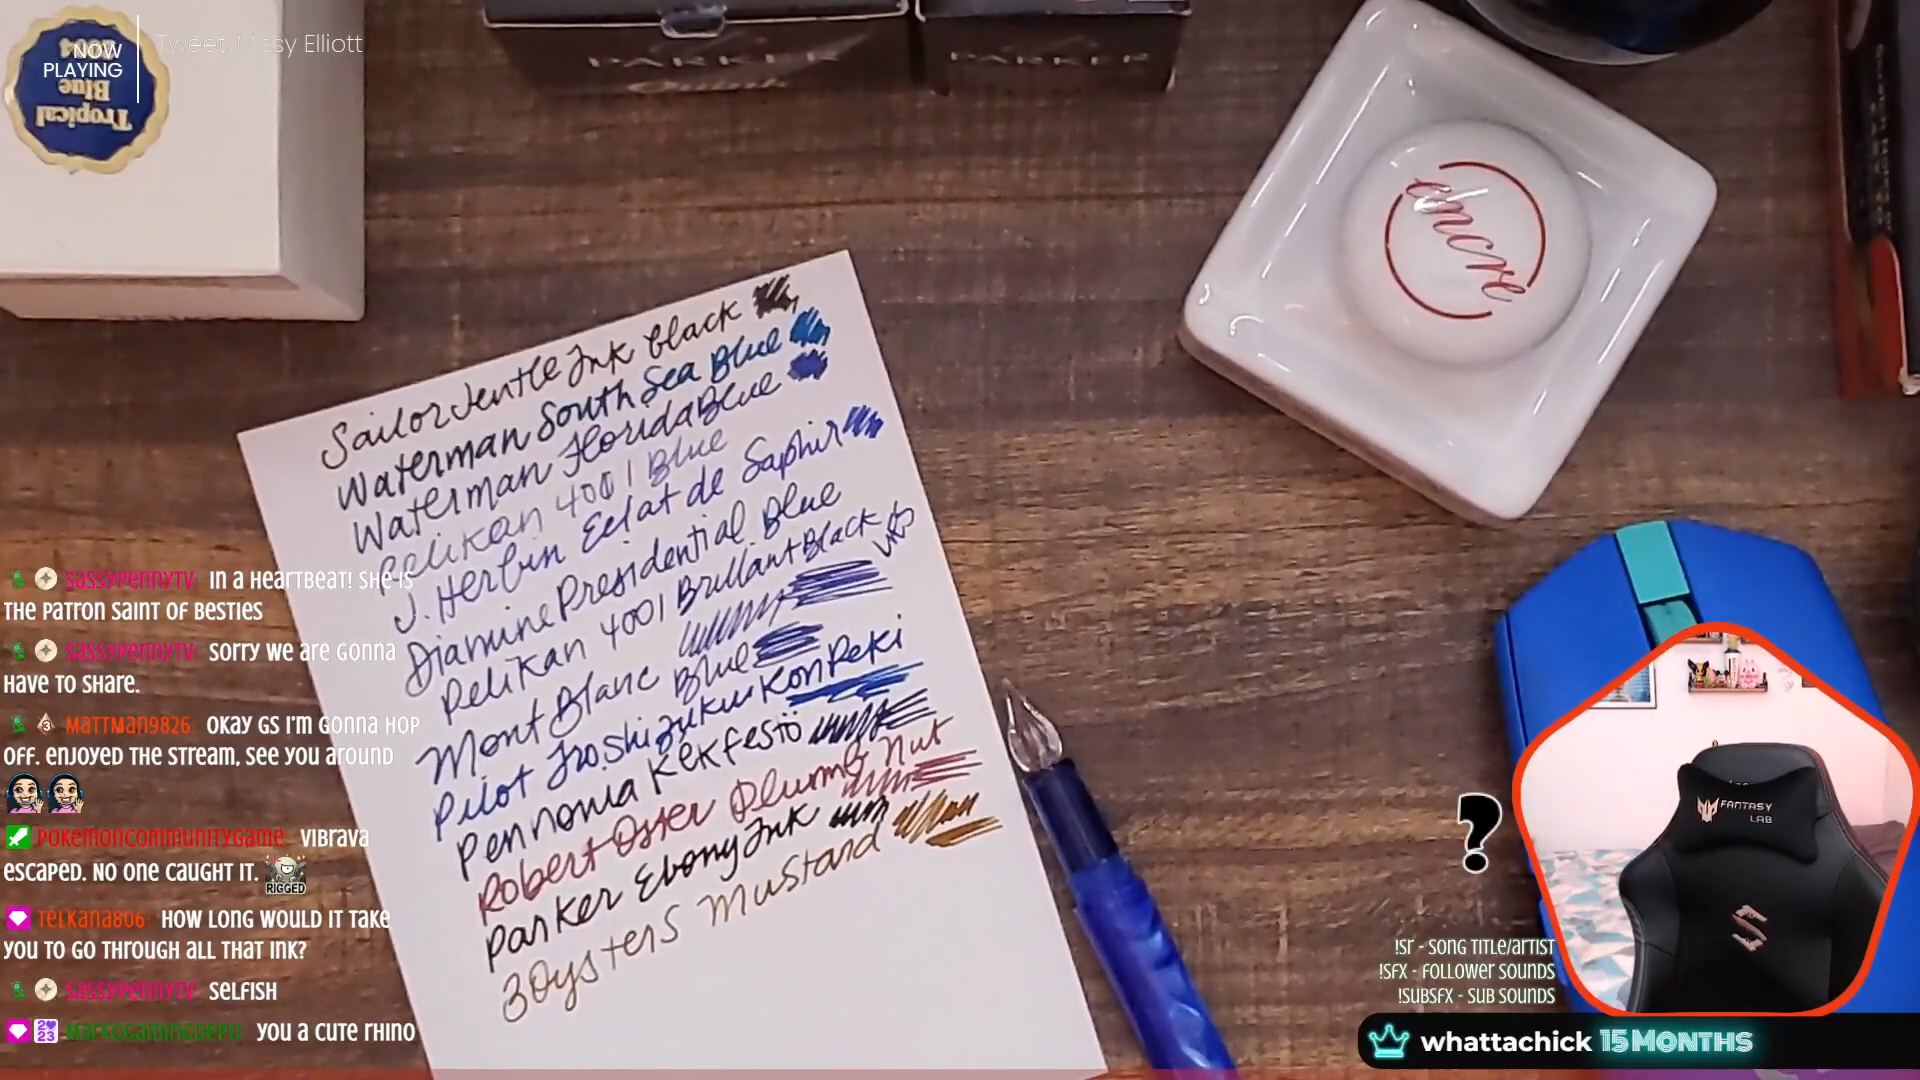 NOW
PLAYING
Tweet, Missy Elliott
Tropical
Blue
2004
PARKER
PARKER
encre
Sailor Jentle Ink black
Waterman South Sea Blue
Waterman Florida Blue
Pelikan 4001 Blue
J. Herbin Eclat de Saphir
Diamine Presidential Blue
Pelikan 4001 Brillant Black
Mont Blanc
Blue
Pilot Iroshizuku Kon Peki
Pennonia Kékfestő
Robert Oster Plumb Nut
Parker Ebony Ink
3 Oysters Mustard
SassyPennyTV: In a heartbeat! She is
the patron saint of besties
SassyPennyTV: sorry we are gonna
have to share.
Mattman9826 okay GS I'm gonna hop
off. enjoyed the stream, see you around
PokemonCommunityGame: Vibrava
escaped. No one caught it.
RIGGED
Telkana806 How long would it take
you to go through all that ink?
SassyPennyTV: selfish
MarkoGamingDepo: you a cute rhino
?
FANTASY
LAB
!sr - song title/artist
!sfx - follower sounds
!subsfx - sub sounds
whattachick 15 MONTHS